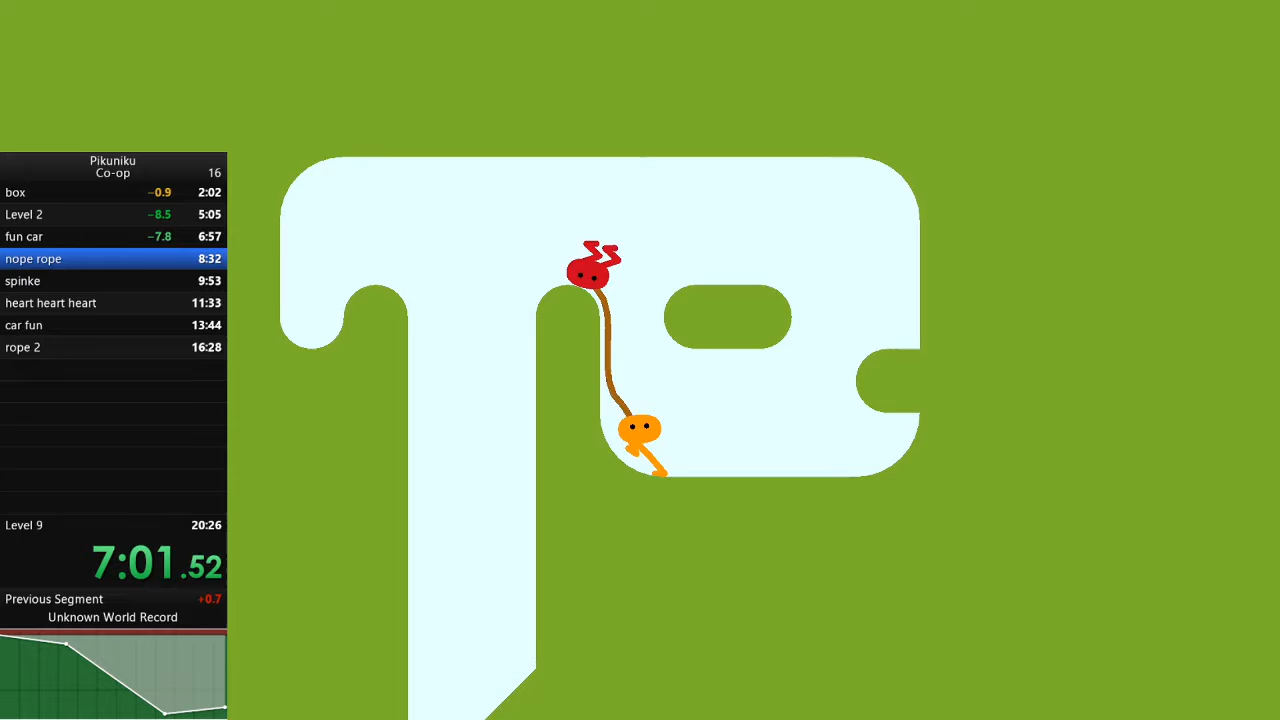 Pikuniku
Co-op 16
box −0.9 2:02
Level 2 −8.5 5:05
fun car −7.8 6:57
nope rope 8:32
spinke 9:53
heart heart heart 11:33
car fun 13:44
rope 2 16:28
Level 9 20:26
7:01.52
Previous Segment +0.7
Unknown World Record